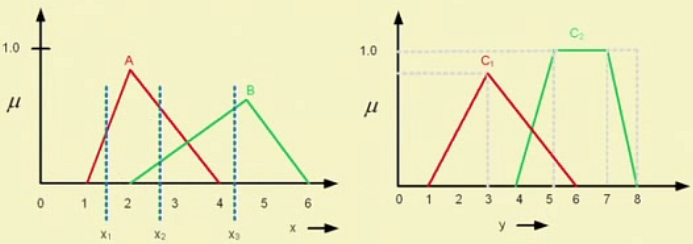 1.0
A
B
μ
0 1 2 3 4 5 6
x
x₁ x₂ x₃
C₂
1.0
C₁
μ
0 1 2 3 4 5 6 7 8
y